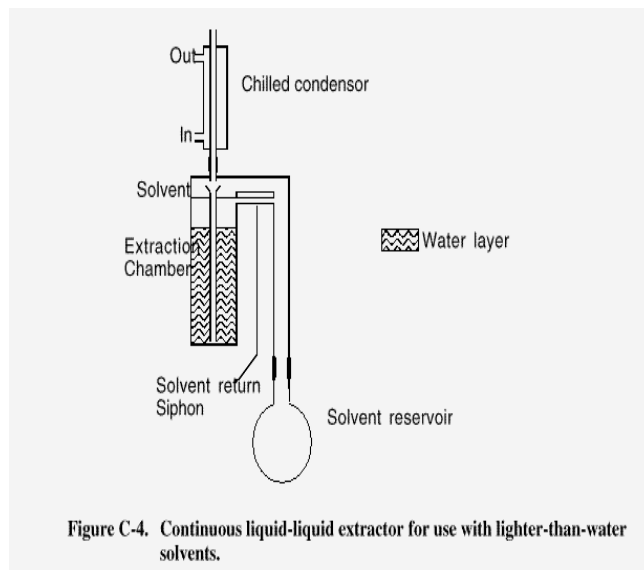 Out
Chilled condensor
In
Solvent
Extraction
Chamber
Water layer
Solvent return
Siphon
Solvent reservoir
Figure C-4. Continuous liquid-liquid extractor for use with lighter-than-water
solvents.